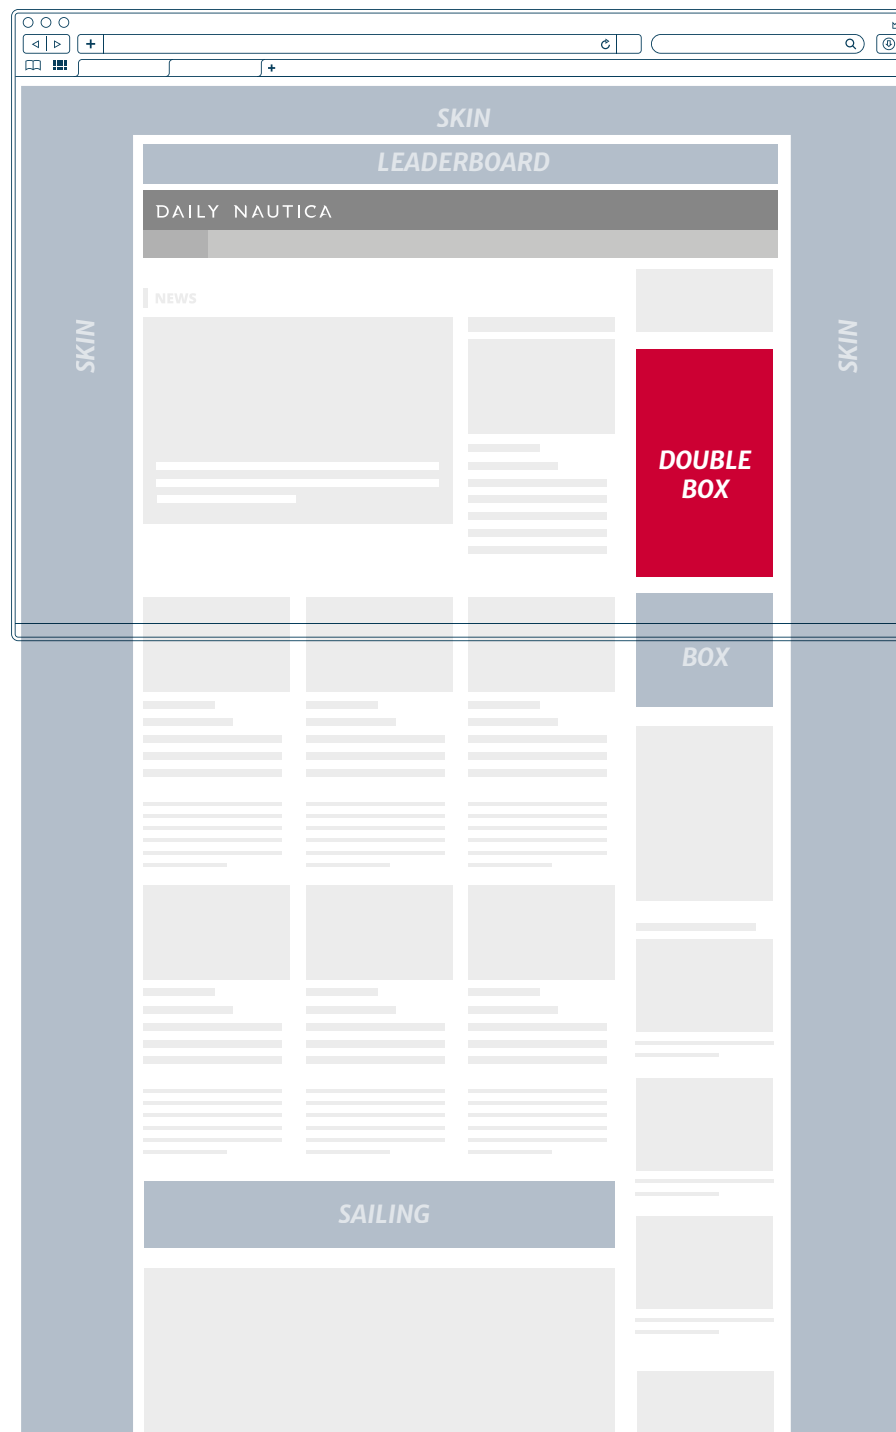 SKIN
LEADERBOARD
DAILY NAUTICA
NEWS
SKIN
SKIN
DOUBLE
BOX
BOX
SAILING